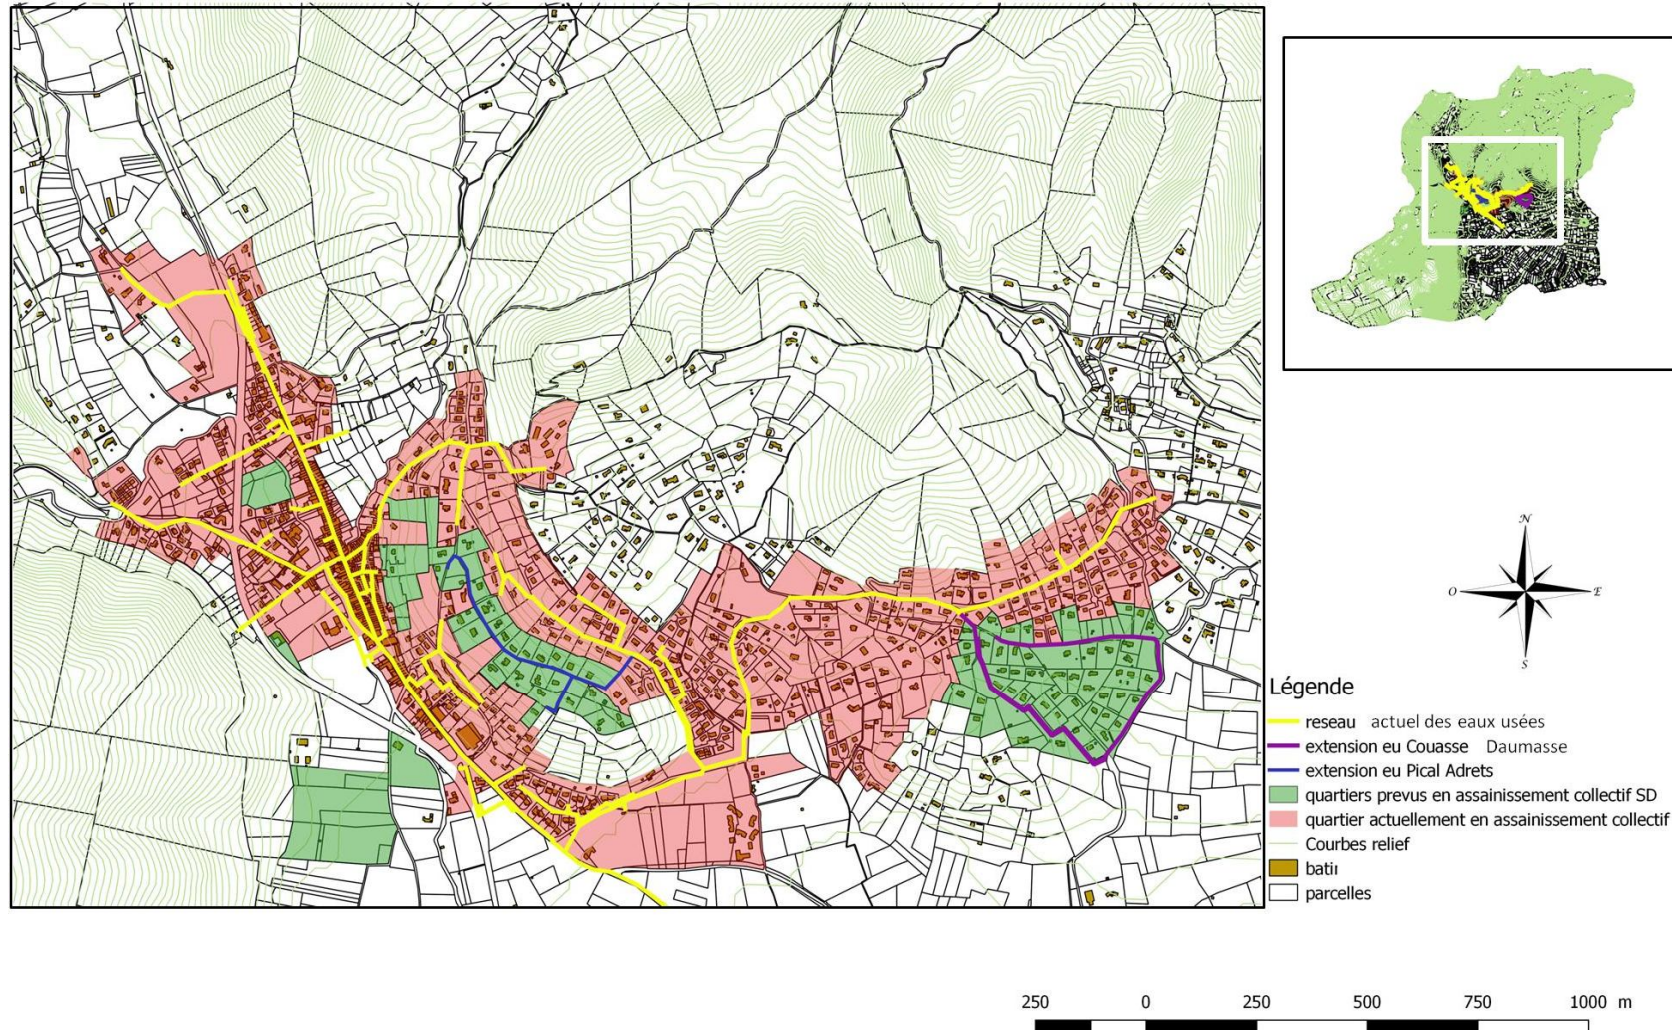 N
O
E
S
Légende
reseau actuel des eaux usées
extension eu Couasse Daumasse
extension eu Pical Adrets
quartiers prevus en assainissement collectif SD
quartier actuellement en assainissement collectif
Courbes relief
batir
parcelles
250 0 250 500 750 1000 m